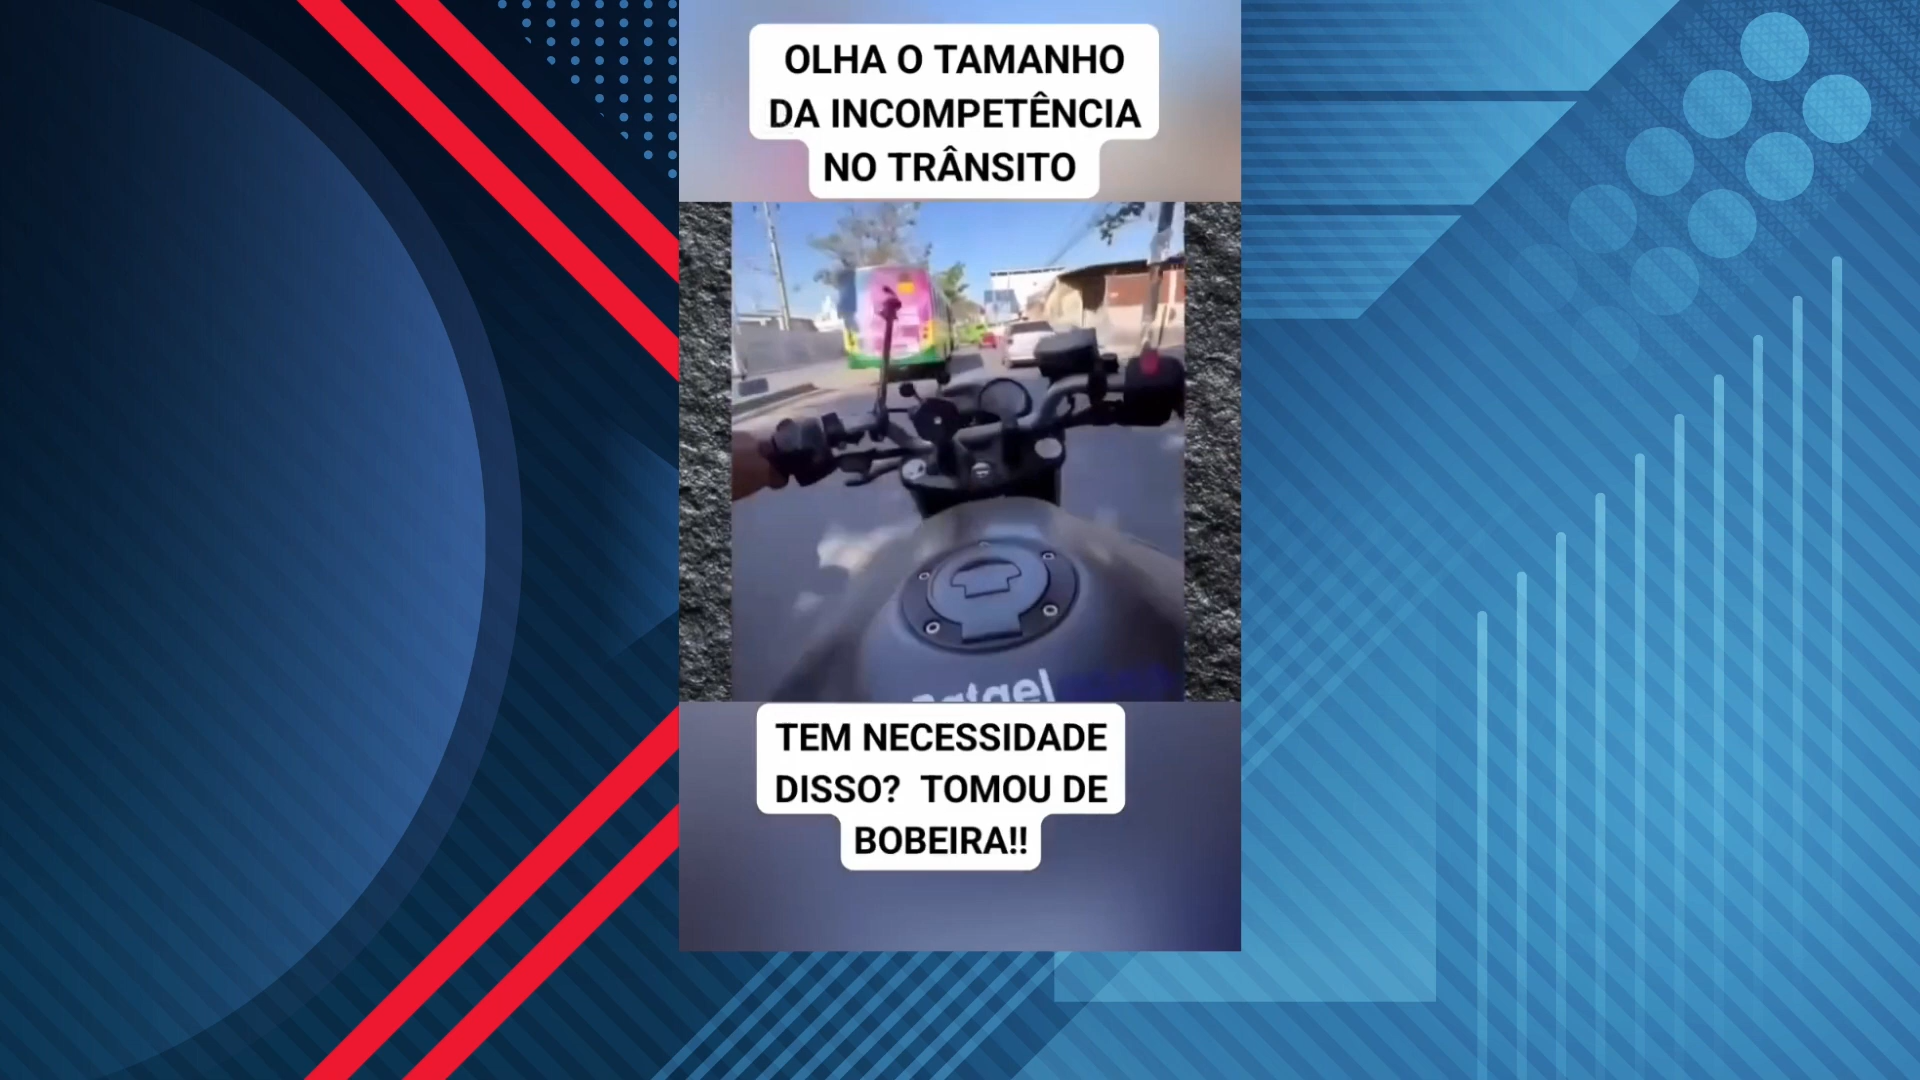 OLHA O TAMANHO
DA INCOMPETÊNCIA
NO TRÂNSITO
TEM NECESSIDADE
DISSO? TOMOU DE
BOBEIRA!!